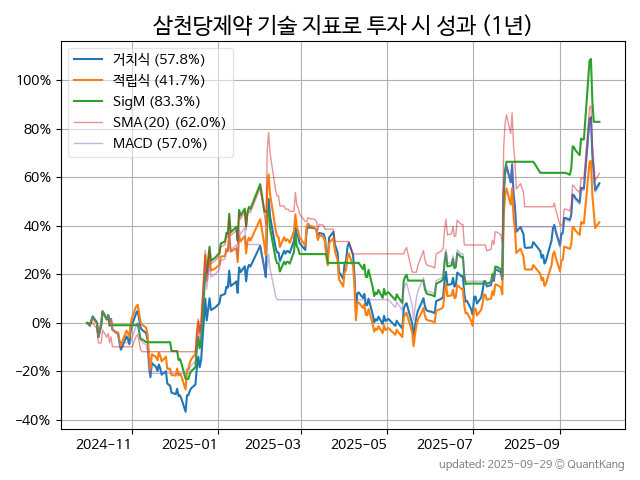 삼천당제약 기술 지표로 투자 시 성과 (1년)
거치식 (57.8%)
적립식 (41.7%)
SigM (83.3%)
SMA(20) (62.0%)
MACD (57.0%)
100%
80%
60%
40%
20%
0%
−20%
−40%
2024-11 2025-01 2025-03 2025-05 2025-07 2025-09
updated: 2025-09-29 © QuantKang